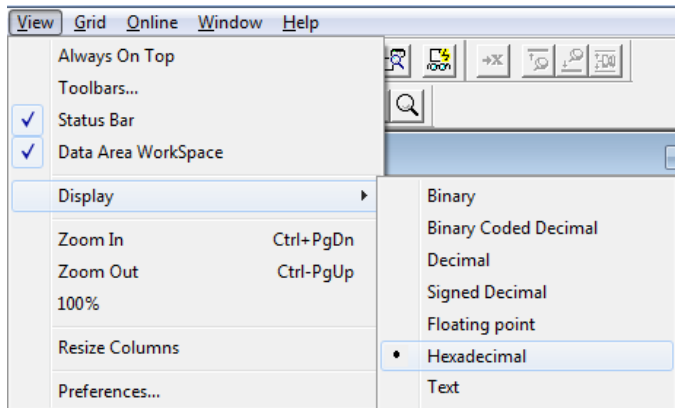 View Grid Online Window Help
Always On Top
Toolbars...
Status Bar
Data Area WorkSpace
Display
Zoom In Ctrl+PgDn
Zoom Out Ctrl-PgUp
100%
Resize Columns
Preferences...
Binary
Binary Coded Decimal
Decimal
Signed Decimal
Floating point
Hexadecimal
Text